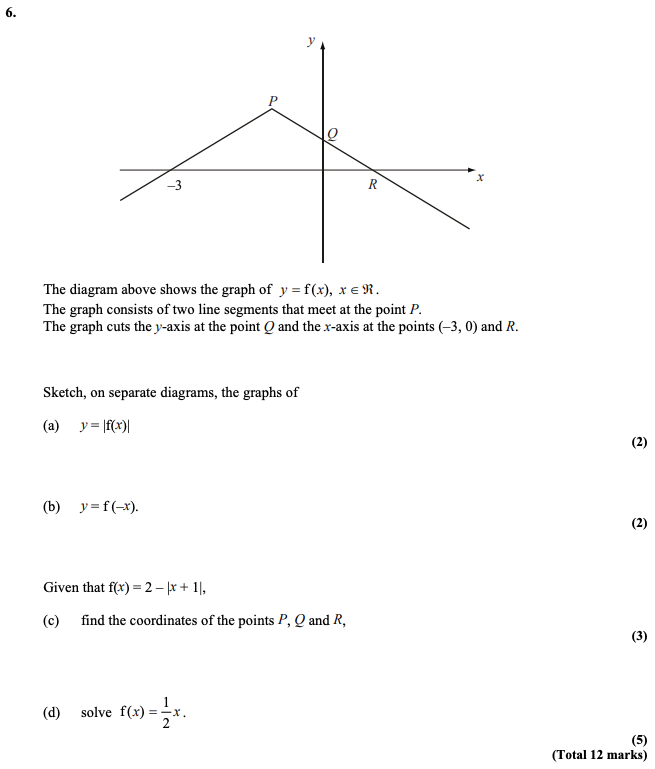 6.
y
P
Q
–3
R
x
The diagram above shows the graph of y = f(x), x ∈ ℜ.
The graph consists of two line segments that meet at the point P.
The graph cuts the y-axis at the point Q and the x-axis at the points (–3, 0) and R.
Sketch, on separate diagrams, the graphs of
(a) y = |f(x)|
(2)
(b) y = f (–x).
(2)
Given that f(x) = 2 – |x + 1|,
(c) find the coordinates of the points P, Q and R,
(3)
(d) solve f(x) = 1/2 x.
(5)
(Total 12 marks)